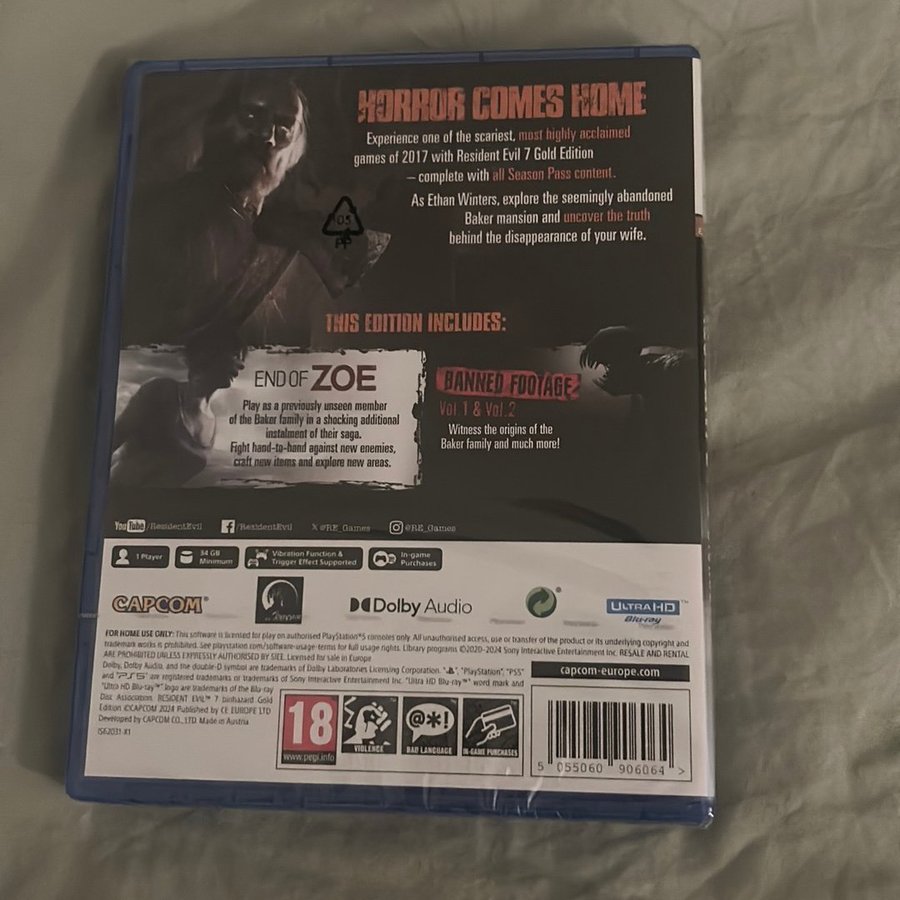 HORROR COMES HOME
Experience one of the scariest, most highly acclaimed
games of 2017 with Resident Evil 7 Gold Edition
– complete with all Season Pass content.
As Ethan Winters, explore the seemingly abandoned
Baker mansion and uncover the truth
behind the disappearance of your wife.
05
PP
THIS EDITION INCLUDES:
END OF ZOE
Play as a previously unseen member
of the Baker family in a shocking additional
instalment of their saga.
Fight hand-to-hand against new enemies,
craft new items and explore new areas.
BANNED FOOTAGE
Vol.1 & Vol.2
Witness the origins of the
Baker family and much more!
YouTube /ResidentEvil
/ResidentEvil
X @RE_Games
@RE_Games
1 Player
34 GB
Minimum
Vibration Function &
Trigger Effect Supported
In-game
Purchases
CAPCOM®
Dolby Audio
ULTRA HD™
Blu-ray
FOR HOME USE ONLY: This software is licensed for play on authorised PlayStation®5 consoles only. All unauthorised access, use or transfer of the product or its underlying copyright and
trademark works is prohibited. See playstation.com/software-usage-terms for full usage rights. Library programs ©2020-2024 Sony Interactive Entertainment Inc. RESALE AND RENTAL
ARE PROHIBITED UNLESS EXPRESSLY AUTHORISED BY SIEE. Licensed for sale in Europe
Dolby, Dolby Audio, and the double-D symbol are trademarks of Dolby Laboratories Licensing Corporation. "", "PlayStation", "PS5"
and "PS5" are registered trademarks or trademarks of Sony Interactive Entertainment Inc. "Ultra HD Blu-ray™" word mark and
"Ultra HD Blu-ray™" logo are trademarks of the Blu-ray
Disc Association. RESIDENT EVIL™ 7 biohazard Gold
Edition ©CAPCOM 2024 Published by CE EUROPE LTD
Developed by CAPCOM CO., LTD. Made in Austria
IS62031-X1
capcom-europe.com
18
www.pegi.info
VIOLENCE
@*!
BAD LANGUAGE
IN-GAME PURCHASES
5 055060 906064 >